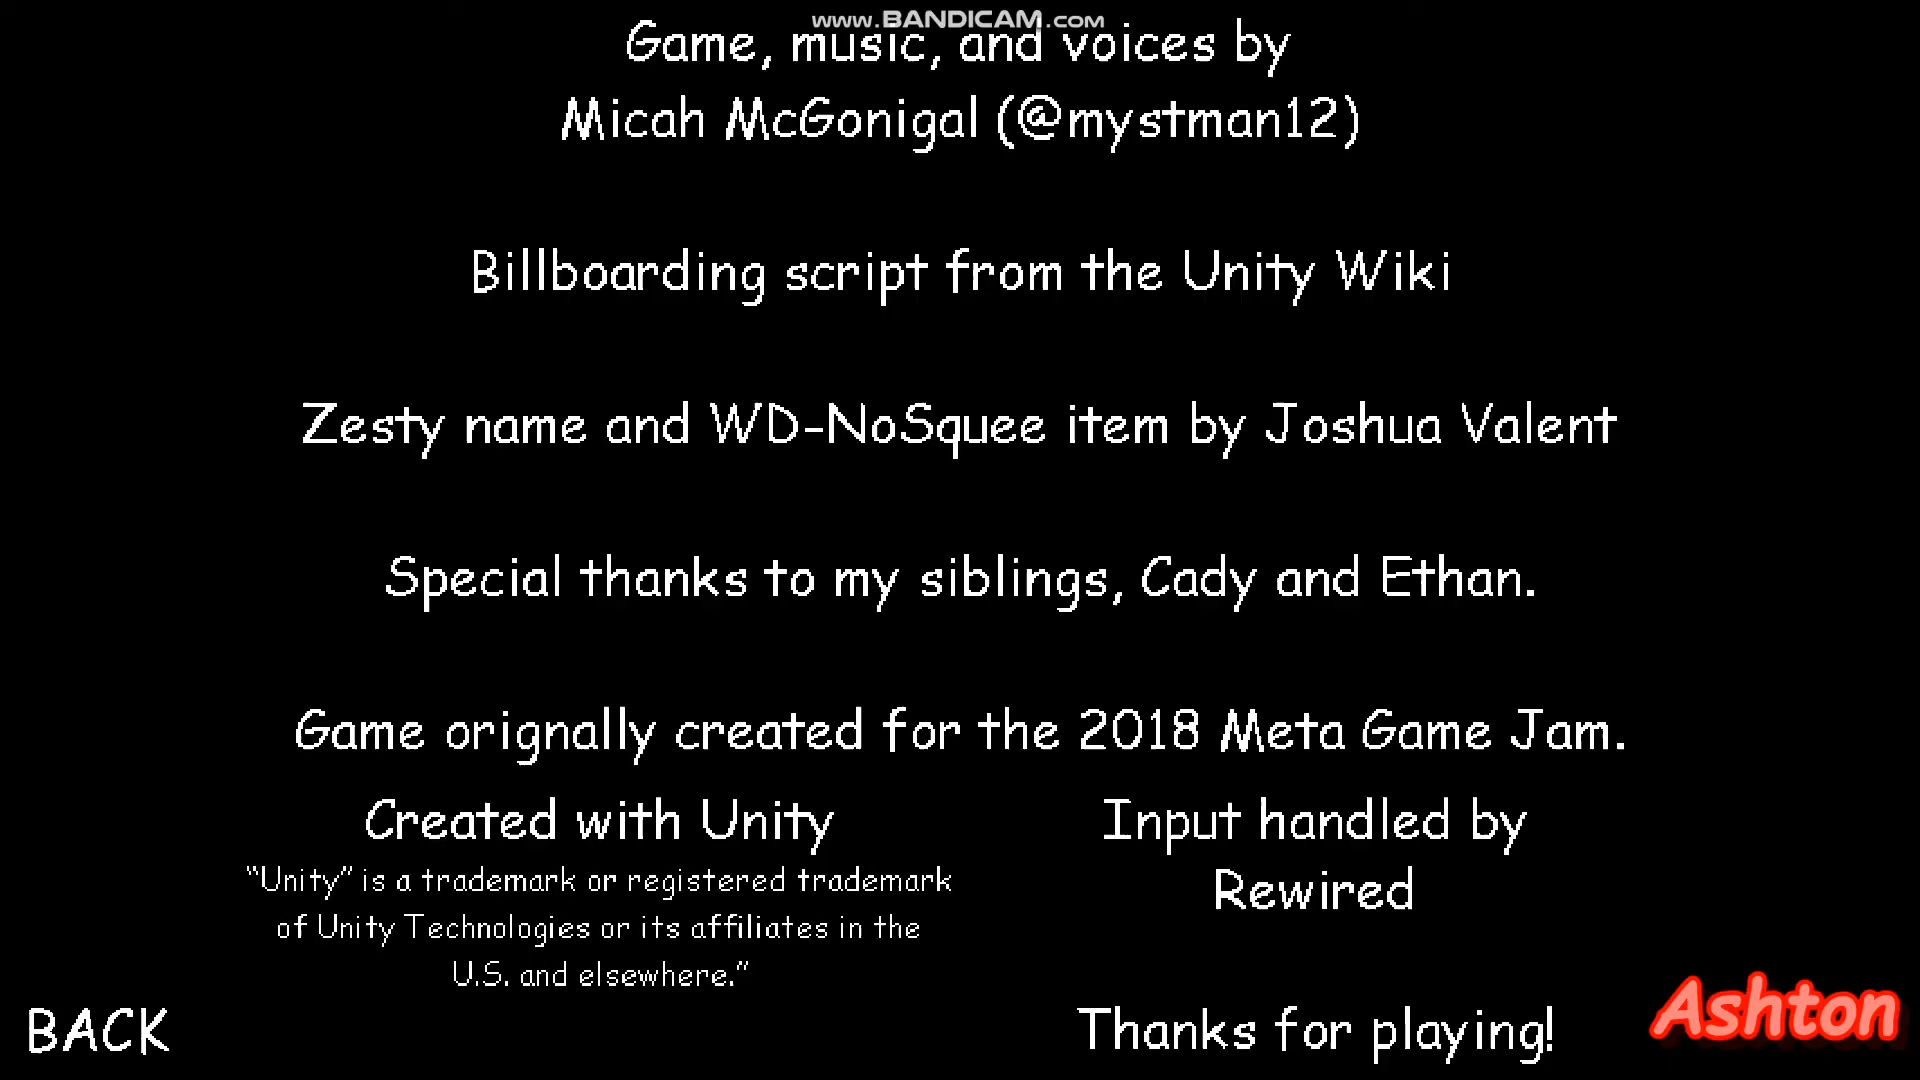 www.BANDICAM.com
Game, music, and voices by
Micah McGonigal (@mystman12)
Billboarding script from the Unity Wiki
Zesty name and WD-NoSquee item by Joshua Valent
Special thanks to my siblings, Cady and Ethan.
Game orignally created for the 2018 Meta Game Jam.
Created with Unity
“Unity” is a trademark or registered trademark
of Unity Technologies or its affiliates in the
U.S. and elsewhere.”
Input handled by
Rewired
BACK
Thanks for playing!
Ashton